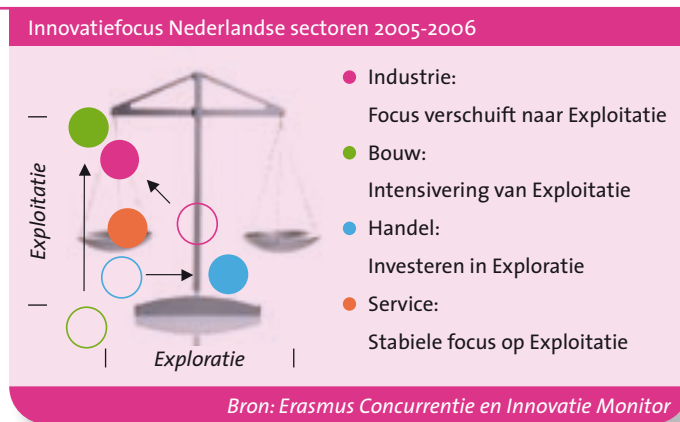 Innovatiefocus Nederlandse sectoren 2005-2006
Exploitatie
Exploratie
Industrie:
Focus verschuift naar Exploitatie
Bouw:
Intensivering van Exploitatie
Handel:
Investeren in Exploratie
Service:
Stabiele focus op Exploitatie
Bron: Erasmus Concurrentie en Innovatie Monitor